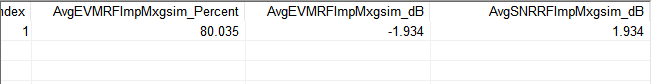 ndex AvgEVMRFImpMxgsim_Percent AvgEVMRFImpMxgsim_dB AvgSNRRFImpMxgsim_dB
1 80.035 -1.934 1.934